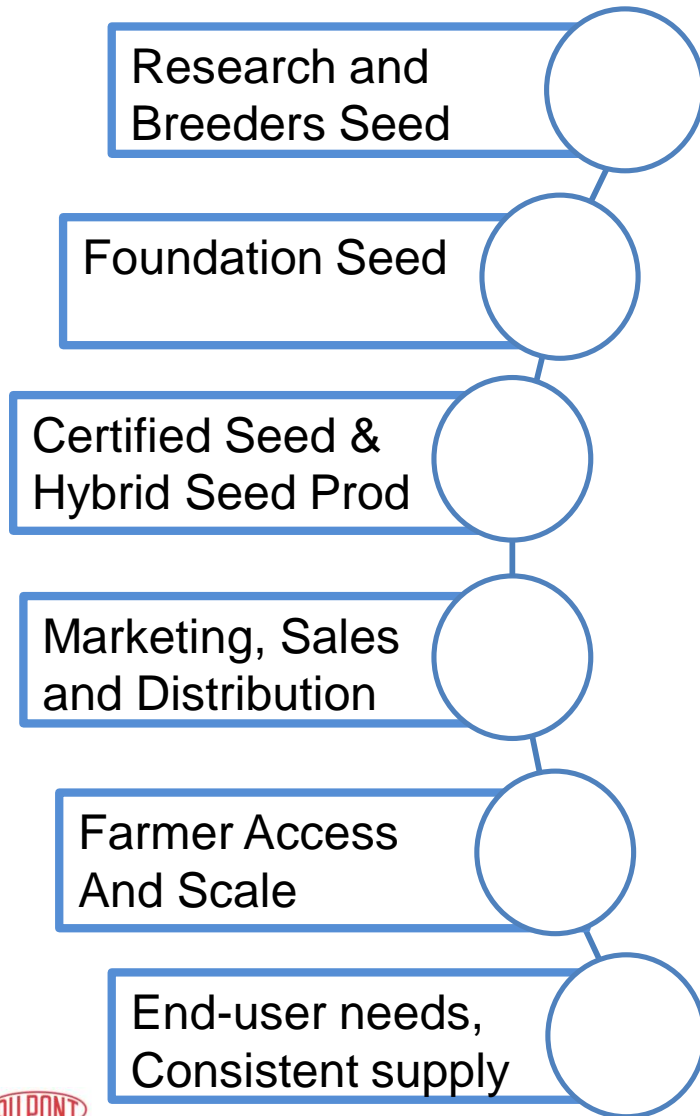 Research and
Breeders Seed
Foundation Seed
Certified Seed &
Hybrid Seed Prod
Marketing, Sales
and Distribution
Farmer Access
And Scale
End-user needs,
Consistent supply
DUPONT